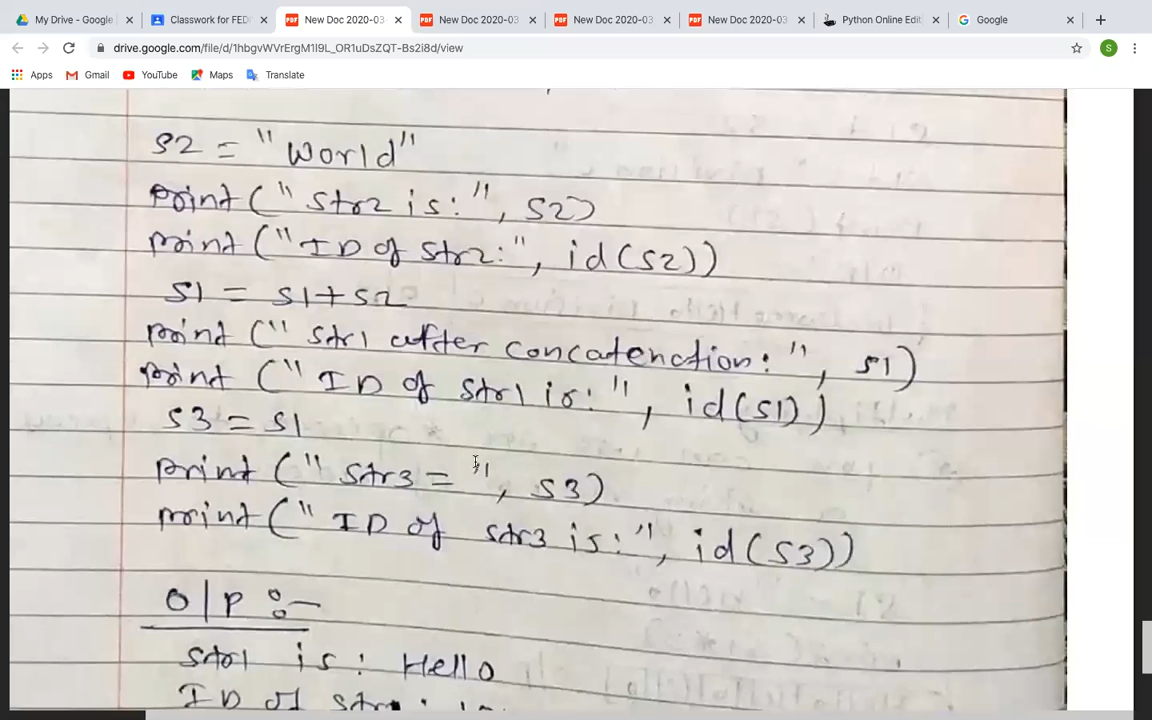 My Drive - Google
Classwork for FED
New Doc 2020-03
New Doc 2020-03
New Doc 2020-03
New Doc 2020-03
Python Online Edit
Google
drive.google.com/file/d/1hbgvWVrErgM1I9L_OR1uDsZQT-Bs2i8d/view
S
Apps
Gmail
YouTube
Maps
Translate
s2 = "World"
print(" str2 is:", s2)
print("ID of str2:", id(s2))
s1 = s1+s2
print (" str1 after concatenction:", s1)
print (" ID of str1 is:", id(s1))
s3 = s1
print (" str3 = ", s3)
print (" ID of str3 is:", id(s3))
O/P :-
str1 is: Hello
ID of